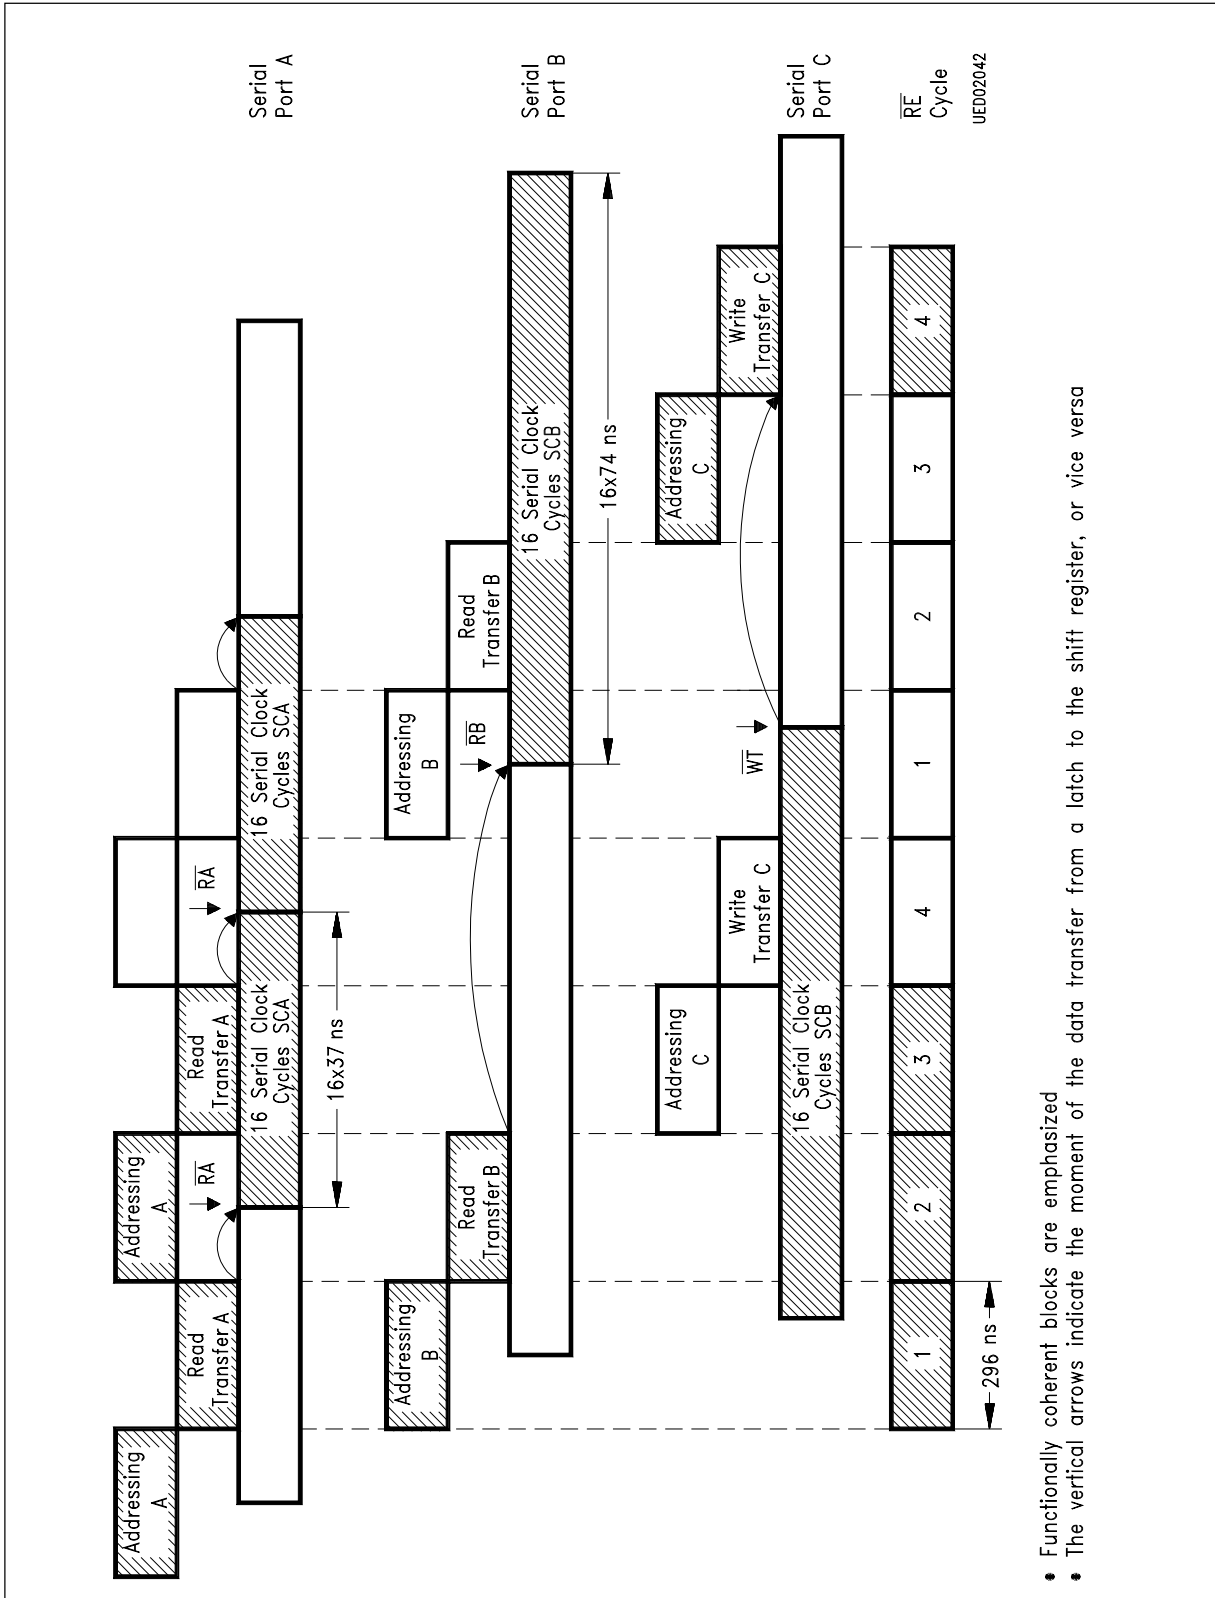 Addressing
A
Addressing
A
Read
Transfer A
Read
Transfer A
RA
RA
16 Serial Clock
Cycles SCA
16 Serial Clock
Cycles SCA
Serial
Port A
16x37 ns
Addressing
B
Addressing
B
Read
Transfer B
Read
Transfer B
RB
16 Serial Clock
Cycles SCB
Serial
Port B
16x74 ns
Addressing
C
Addressing
C
Write
Transfer C
Write
Transfer C
WT
16 Serial Clock
Cycles SCB
Serial
Port C
1
2
3
4
1
2
3
4
RE
Cycle
296 ns
UED02042
* Functionally coherent blocks are emphasized
* The vertical arrows indicate the moment of the data transfer from a latch to the shift register, or vice versa